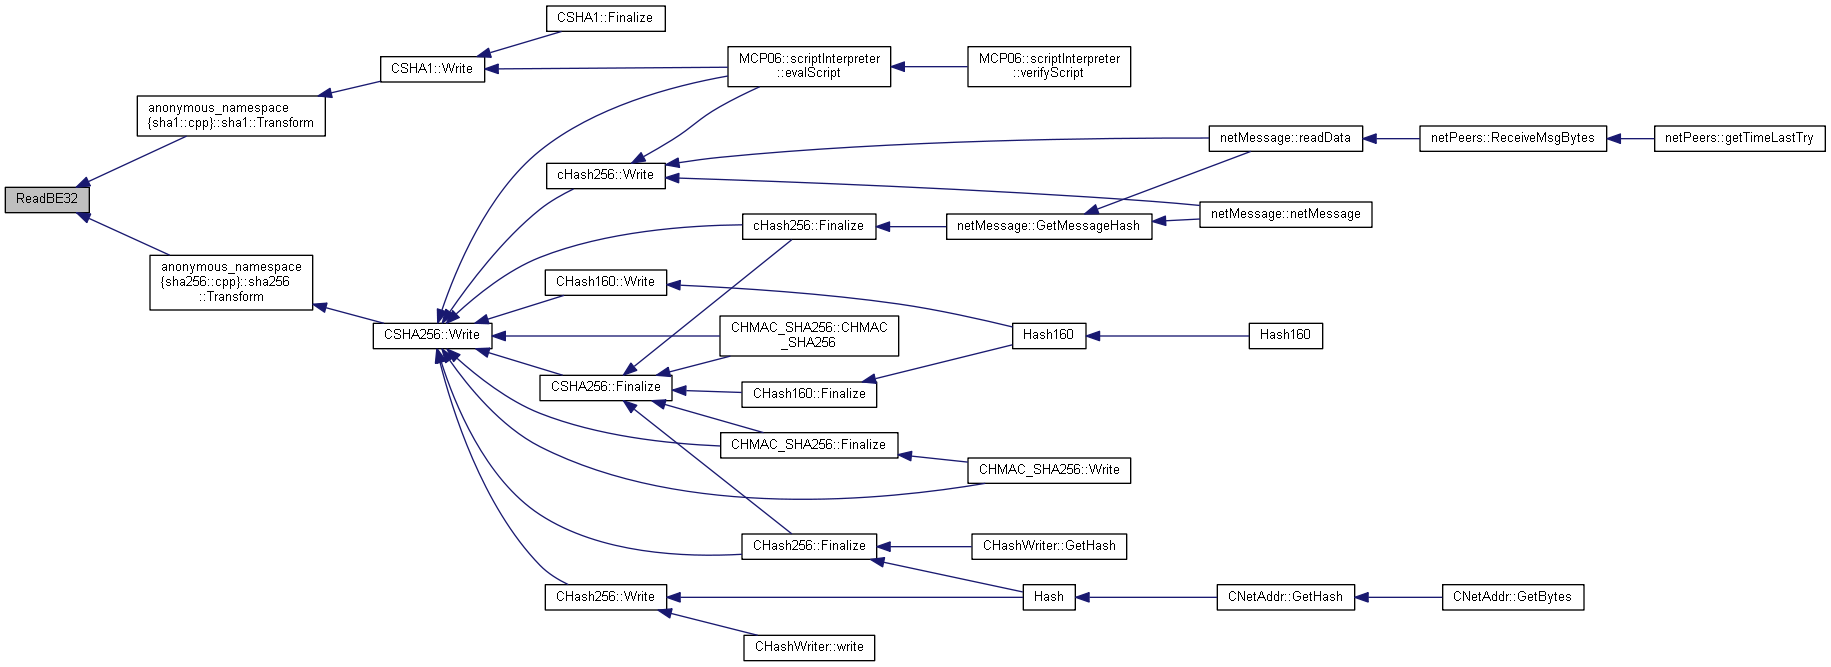 CSHA1::Finalize
MCP06::scriptInterpreter
::evalScript
MCP06::scriptInterpreter
::verifyScript
CSHA1::Write
anonymous_namespace
{sha1::cpp}::sha1::Transform
netMessage::readData
netPeers::ReceiveMsgBytes
netPeers::getTimeLastTry
cHash256::Write
ReadBE32
netMessage::netMessage
cHash256::Finalize
netMessage::GetMessageHash
anonymous_namespace
{sha256::cpp}::sha256
::Transform
CHash160::Write
CSHA256::Write
CHMAC_SHA256::CHMAC
_SHA256
Hash160
Hash160
CSHA256::Finalize
CHash160::Finalize
CHMAC_SHA256::Finalize
CHMAC_SHA256::Write
CHash256::Finalize
CHashWriter::GetHash
CHash256::Write
Hash
CNetAddr::GetHash
CNetAddr::GetBytes
CHashWriter::write